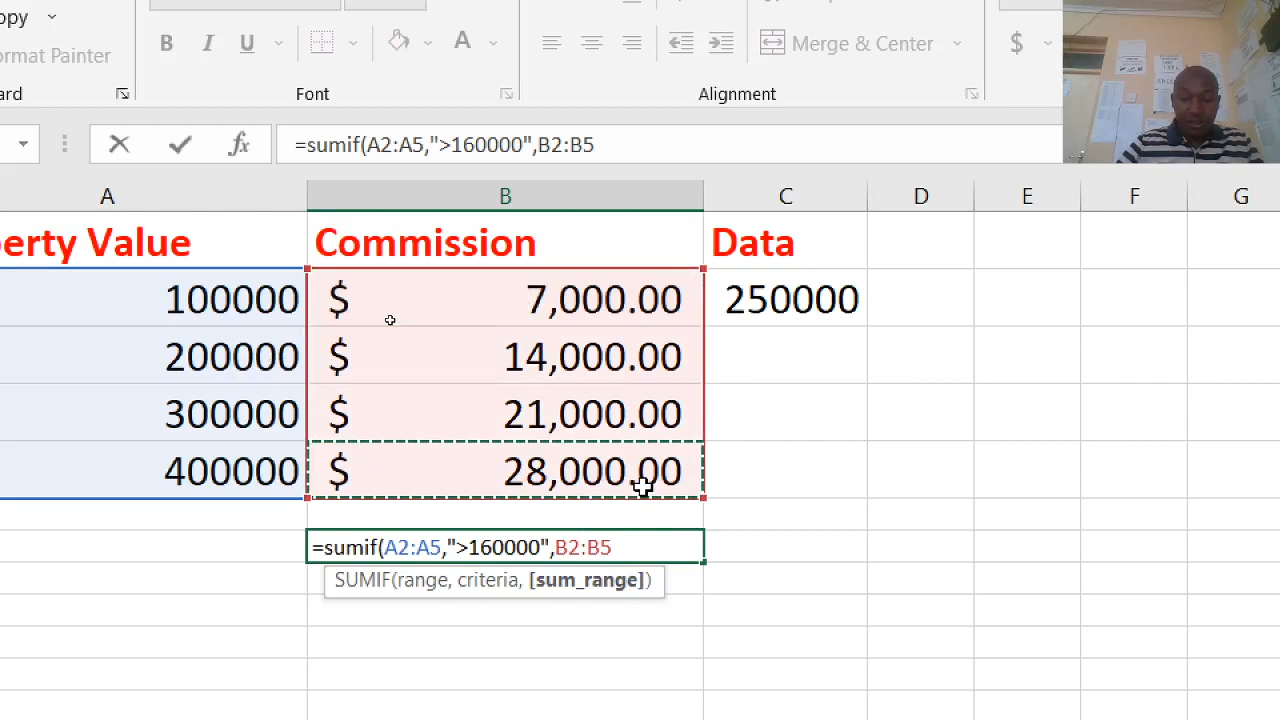 opy
ormat Painter
ard
B I U
Font
A
Merge & Center
Alignment
$
fx
=sumif(A2:A5,">160000",B2:B5
A B C D E F G
erty Value Commission Data
100000 $ 7,000.00 250000
200000 $ 14,000.00
300000 $ 21,000.00
400000 $ 28,000.00
=sumif(A2:A5,">160000",B2:B5
SUMIF(range, criteria, [sum_range])